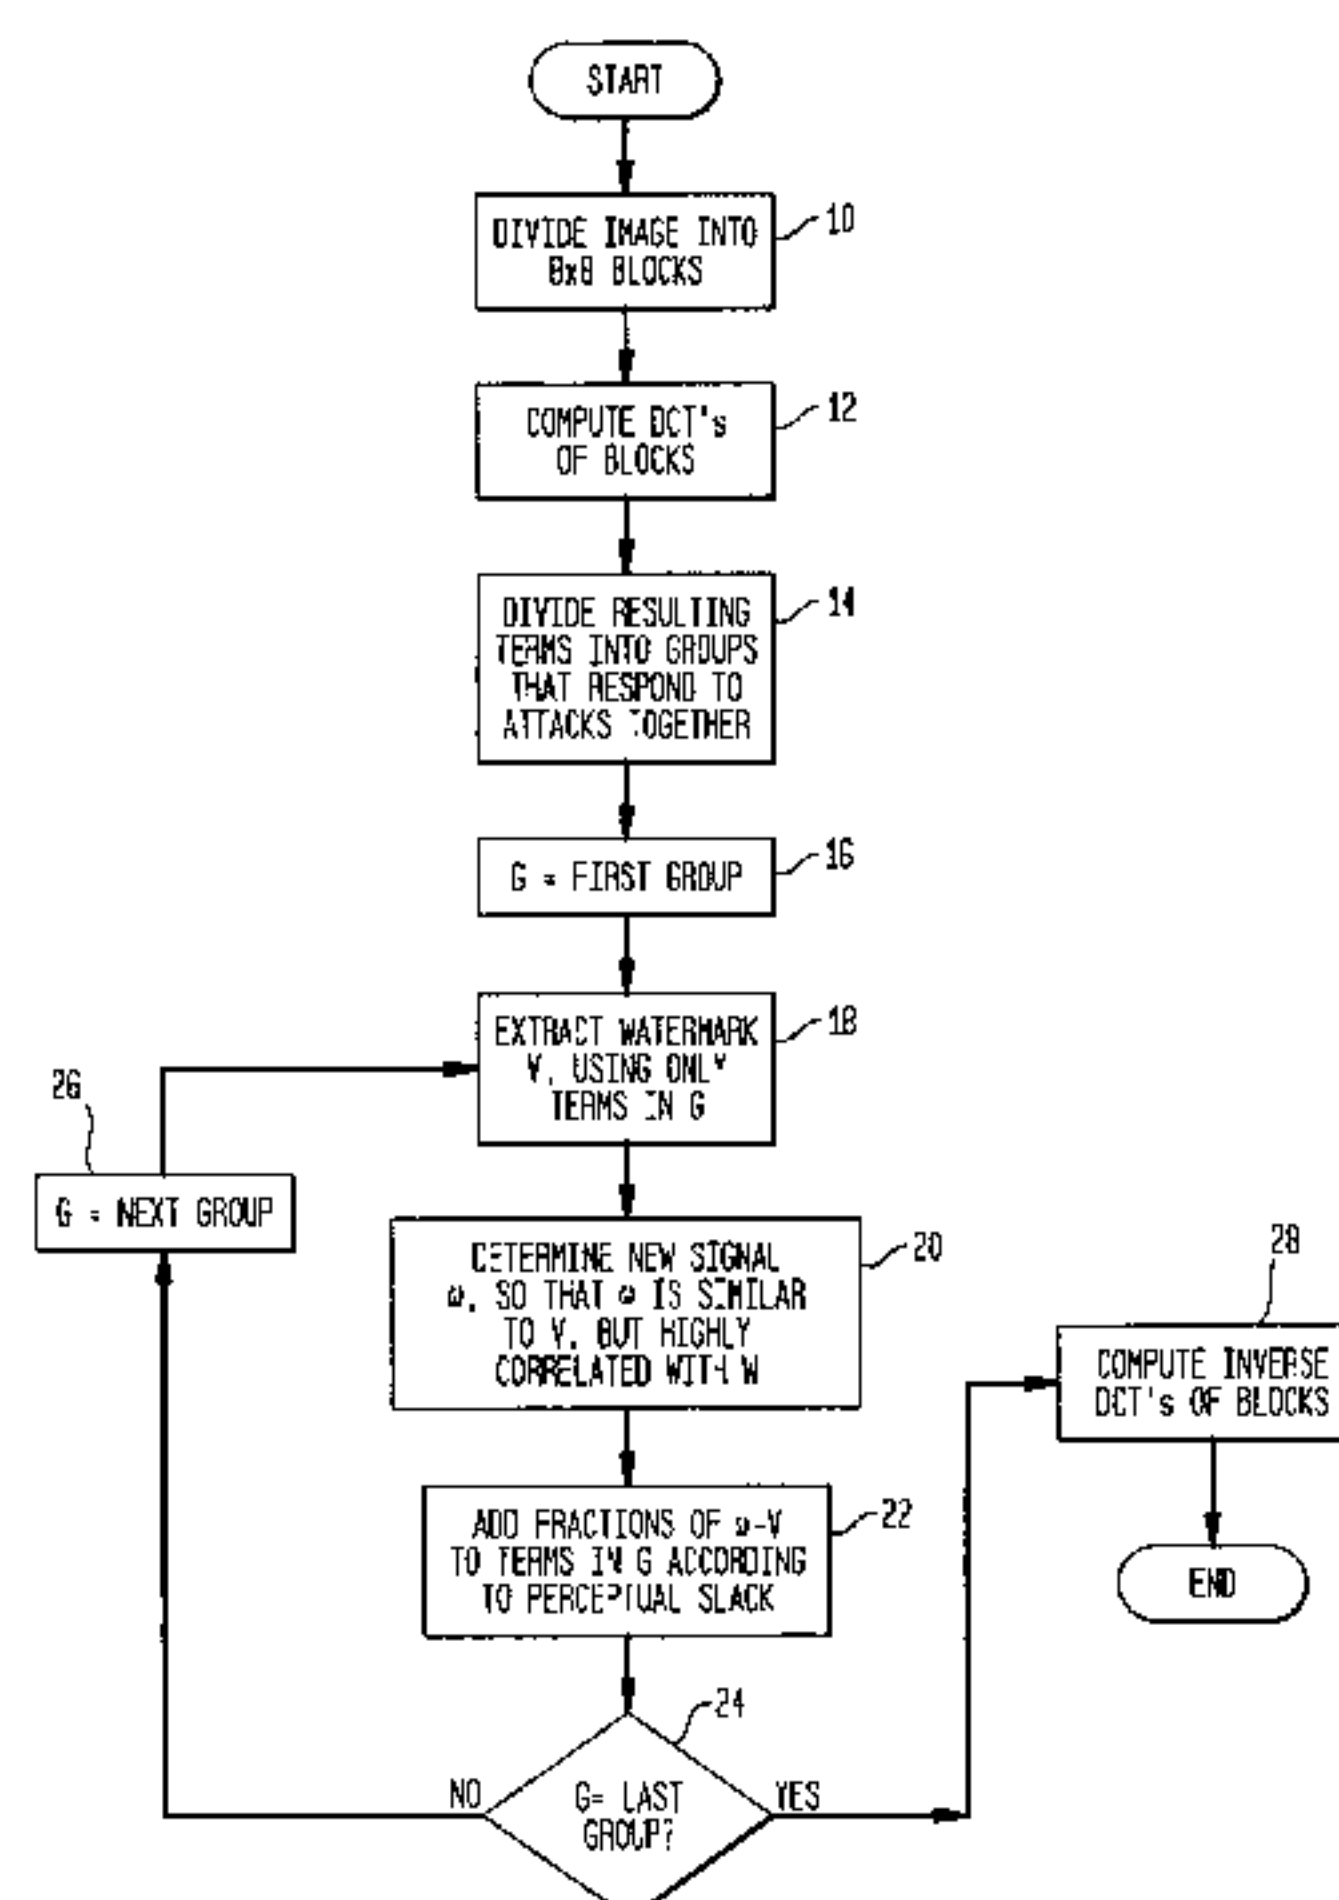 START
DIVIDE IMAGE INTO
8x8 BLOCKS
10
COMPUTE DCT's
OF BLOCKS
12
DIVIDE RESULTING
TERMS INTO GROUPS
THAT RESPOND TO
ATTACKS TOGETHER
14
G = FIRST GROUP
16
EXTRACT WATERMARK
V, USING ONLY
TERMS IN G
18
26
G = NEXT GROUP
DETERMINE NEW SIGNAL
ω, SO THAT ω IS SIMILAR
TO V, BUT HIGHLY
CORRELATED WITH W
20
ADD FRACTIONS OF ω-V
TO TERMS IN G ACCORDING
TO PERCEPTUAL SLACK
22
24
G= LAST
GROUP?
NO
YES
28
COMPUTE INVERSE
DCT's OF BLOCKS
END